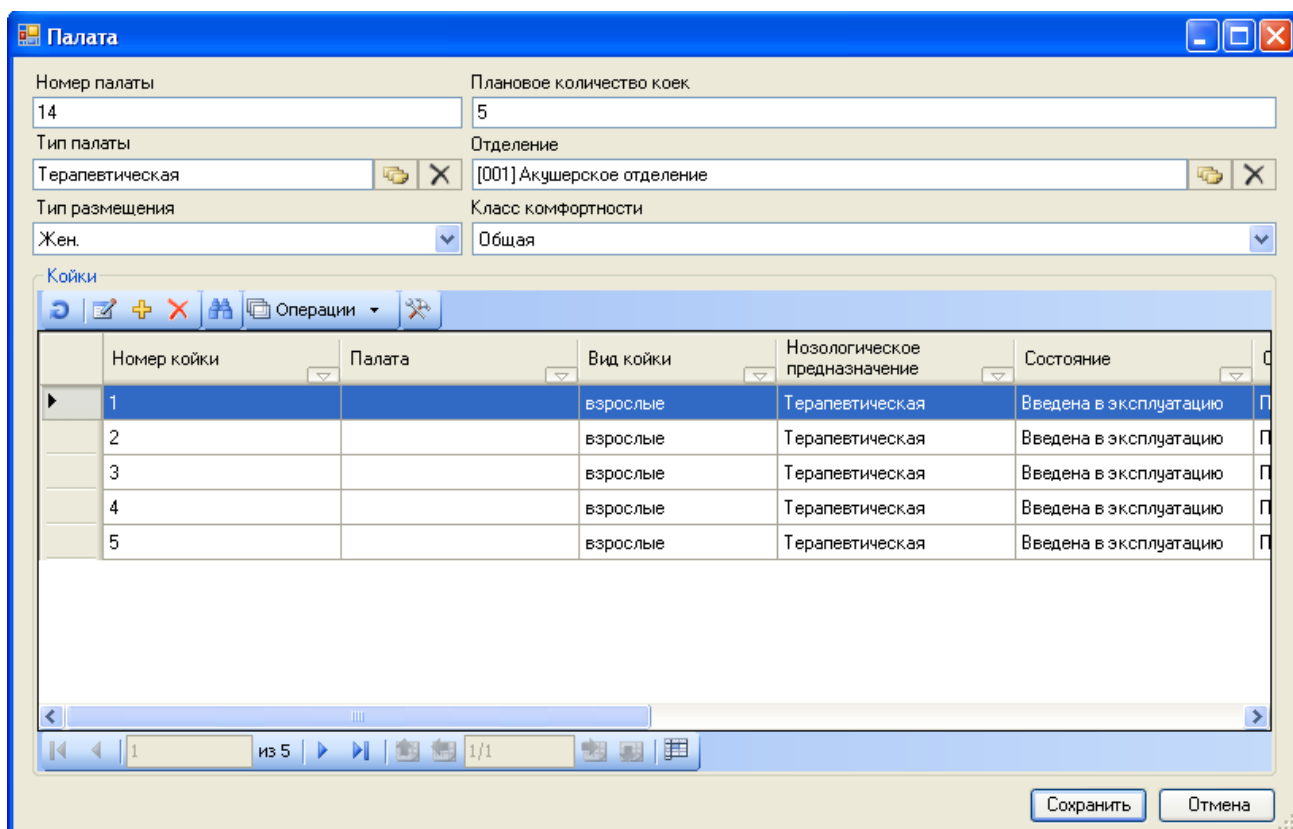 Палата
Номер палаты Плановое количество коек
14 5
Тип палаты Отделение
Терапевтическая [001] Акушерское отделение
Тип размещения Класс комфортности
Жен. Общая
Койки
Операции
Номер койки Палата Вид койки Нозологическое предназначение Состояние
1 взрослые Терапевтическая Введена в эксплуатацию
2 взрослые Терапевтическая Введена в эксплуатацию
3 взрослые Терапевтическая Введена в эксплуатацию
4 взрослые Терапевтическая Введена в эксплуатацию
5 взрослые Терапевтическая Введена в эксплуатацию
1 из 5 1/1
Сохранить Отмена